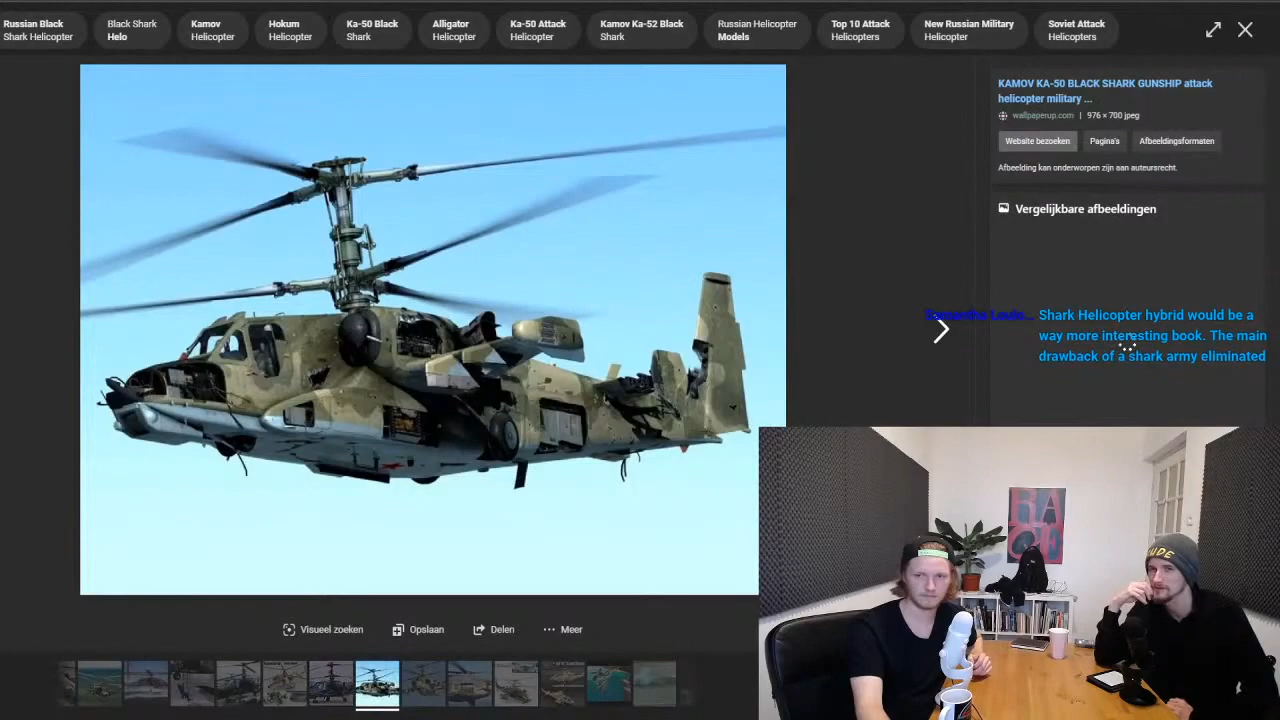 Russian Black
Shark Helicopter
Black Shark
Helo
Kamov
Helicopter
Hokum
Helicopter
Ka-50 Black
Shark
Alligator
Helicopter
Ka-50 Attack
Helicopter
Kamov Ka-52 Black
Shark
Russian Helicopter
Models
Top 10 Attack
Helicopters
New Russian Military
Helicopter
Soviet Attack
Helicopters
KAMOV KA-50 BLACK SHARK GUNSHIP attack
helicopter military ...
wallpaperup.com | 976 × 700 jpeg
Website bezoeken
Pagina's
Afbeeldingsformaten
Afbeelding kan onderworpen zijn aan auteursrecht.
Vergelijkbare afbeeldingen
Samantha
Shark Helicopter hybrid would be a
way more interesting book. The main
drawback of a shark army eliminated
RA
GE
UDE
Visueel zoeken
Opslaan
Delen
Meer